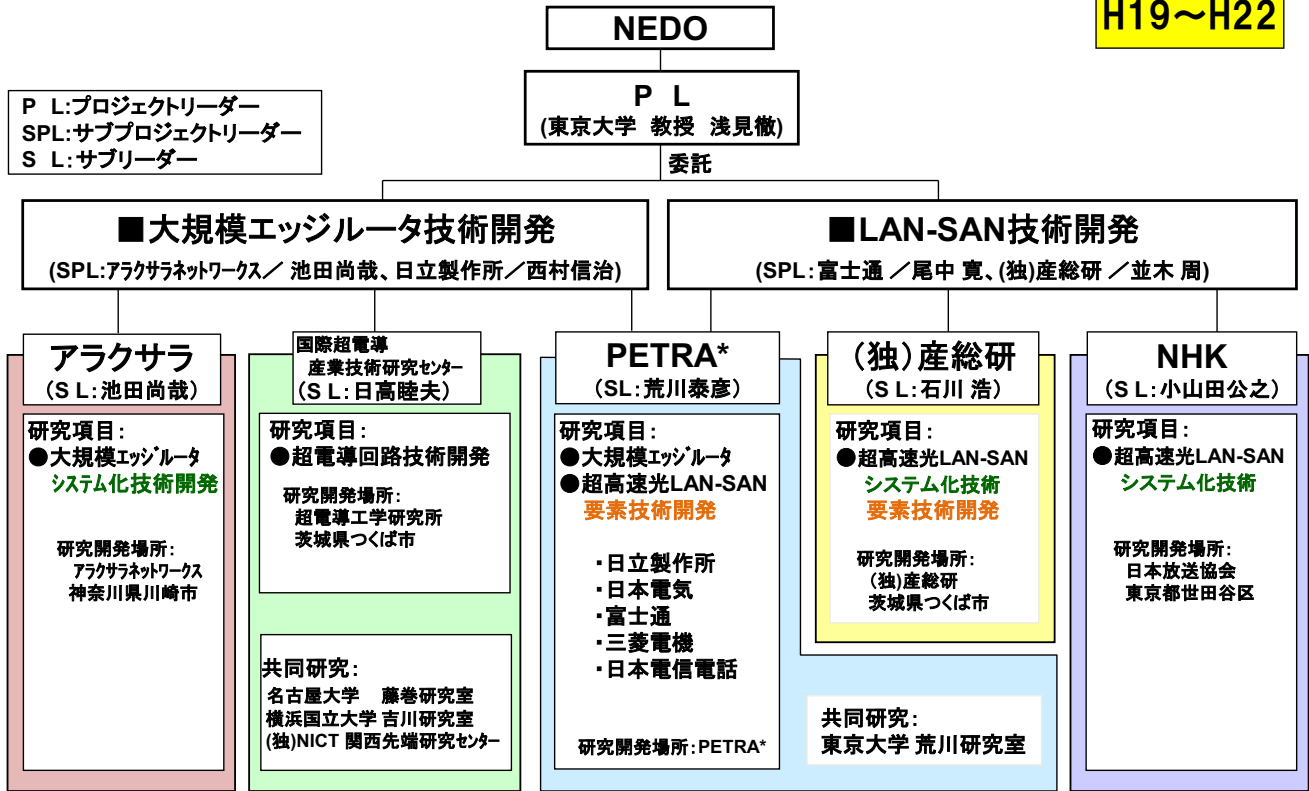 NEDO
H19～H22
P L
(東京大学 教授 浅見徹)
P L:プロジェクトリーダー
SPL:サブプロジェクトリーダー
S L:サブリーダー
委託
■大規模エッジルータ技術開発
(SPL:アラクサラネットワークス／ 池田尚哉、日立製作所／西村信治)
■LAN-SAN技術開発
(SPL:富士通 ／尾中 寛、(独)産総研 ／並木 周)
アラクサラ
(S L:池田尚哉)
研究項目:
●大規模エッジルータ
システム化技術開発
研究開発場所:
アラクサラネットワークス
神奈川県川崎市
国際超電導
産業技術研究センター
(S L:日高睦夫)
研究項目:
●超電導回路技術開発
研究開発場所:
超電導工学研究所
茨城県つくば市
共同研究:
名古屋大学 藤巻研究室
横浜国立大学 吉川研究室
(独)NICT 関西先端研究センター
PETRA*
(SL:荒川泰彦)
研究項目:
●大規模エッジルータ
●超高速光LAN-SAN
要素技術開発
・日立製作所
・日本電気
・富士通
・三菱電機
・日本電信電話
研究開発場所:PETRA*
(独)産総研
(S L:石川 浩)
研究項目:
●超高速光LAN-SAN
システム化技術
要素技術開発
研究開発場所:
(独)産総研
茨城県つくば市
共同研究:
東京大学 荒川研究室
NHK
(S L:小山田公之)
研究項目:
●超高速光LAN-SAN
システム化技術
研究開発場所:
日本放送協会
東京都世田谷区